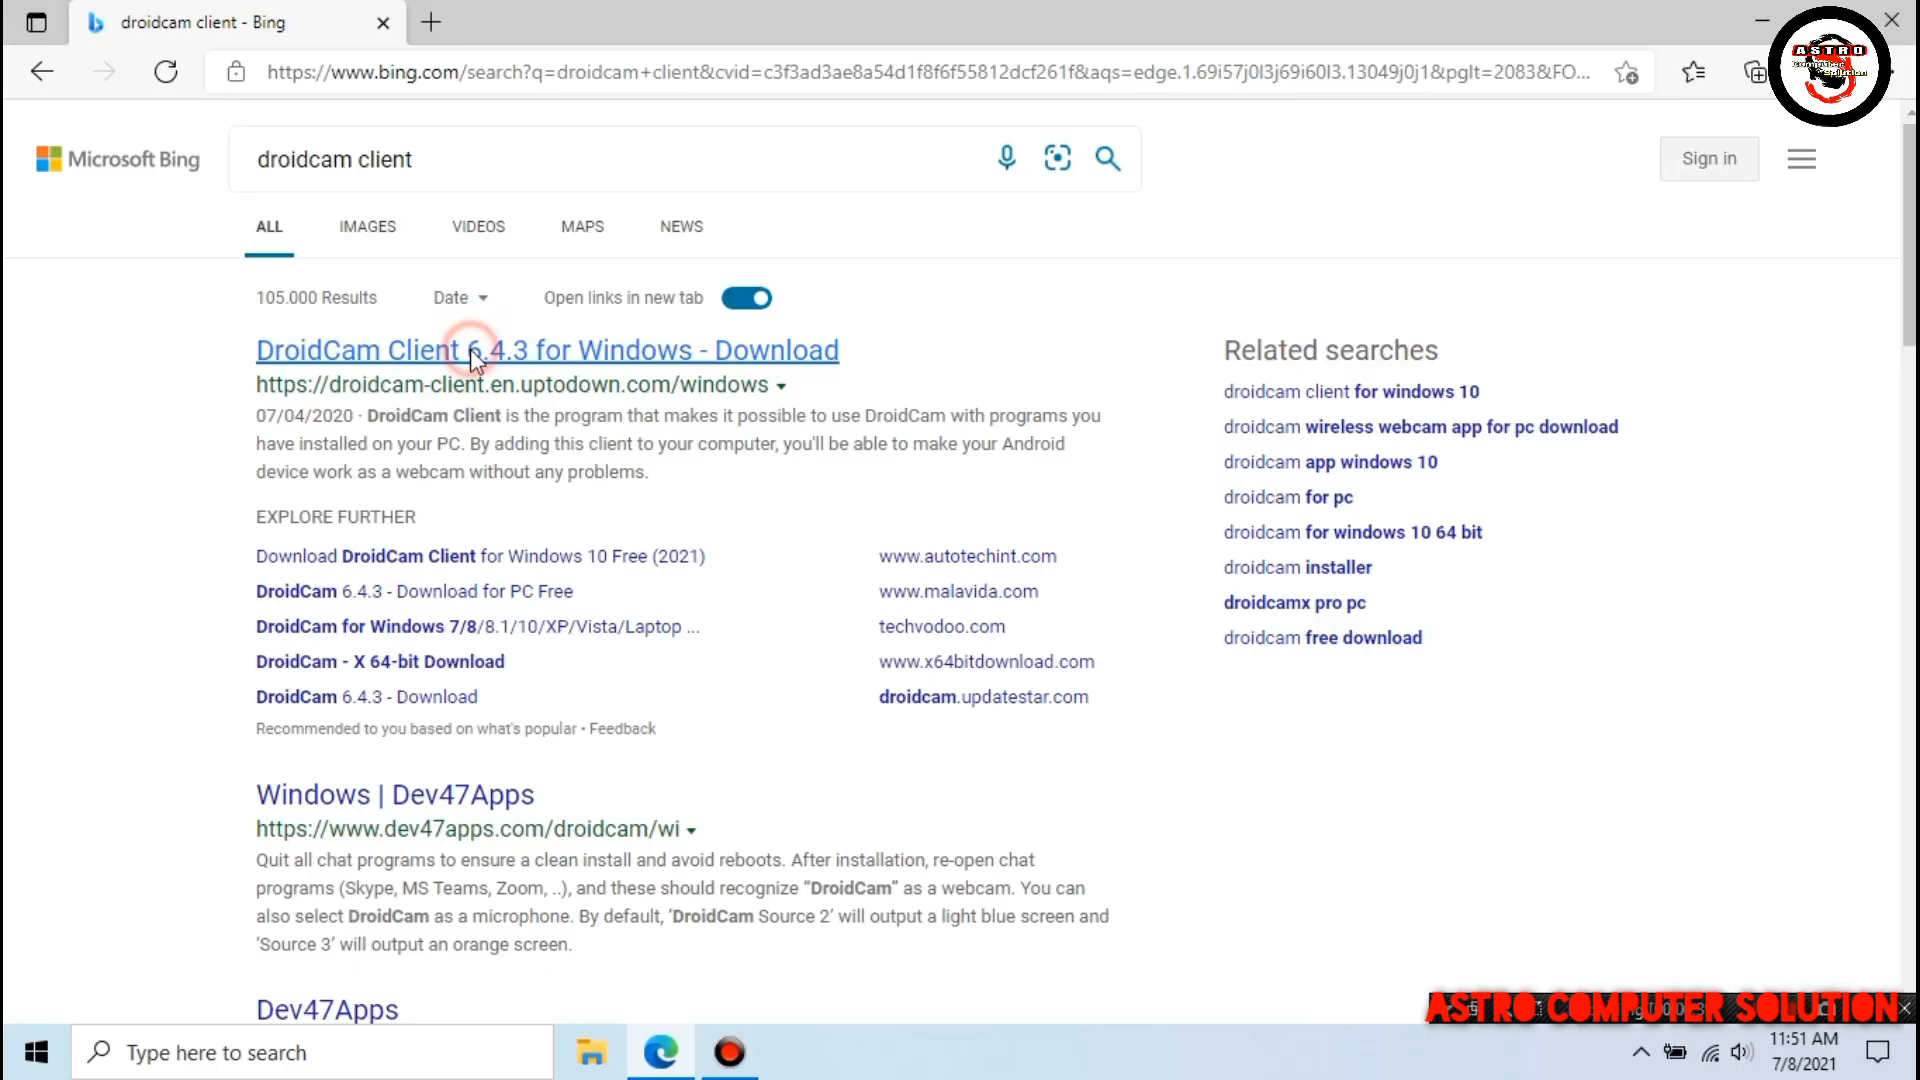 droidcam client - Bing
https://www.bing.com/search?q=droidcam+client&cvid=c3f3ad3ae8a54d1f8f6f55812dcf261f&aqs=edge.1.69i57j0l3j69i60l3.13049j0j1&pglt=2083&FO...
ASTRO
Computer
Solution
Microsoft Bing
droidcam client
Sign in
ALL
IMAGES
VIDEOS
MAPS
NEWS
105.000 Results
Date
Open links in new tab
DroidCam Client 6.4.3 for Windows - Download
https://droidcam-client.en.uptodown.com/windows
07/04/2020 · DroidCam Client is the program that makes it possible to use DroidCam with programs you
have installed on your PC. By adding this client to your computer, you'll be able to make your Android
device work as a webcam without any problems.
EXPLORE FURTHER
Download DroidCam Client for Windows 10 Free (2021)
www.autotechint.com
DroidCam 6.4.3 - Download for PC Free
www.malavida.com
DroidCam for Windows 7/8/8.1/10/XP/Vista/Laptop ...
techvodoo.com
DroidCam - X 64-bit Download
www.x64bitdownload.com
DroidCam 6.4.3 - Download
droidcam.updatestar.com
Recommended to you based on what's popular • Feedback
Windows | Dev47Apps
https://www.dev47apps.com/droidcam/wi
Quit all chat programs to ensure a clean install and avoid reboots. After installation, re-open chat
programs (Skype, MS Teams, Zoom, ..), and these should recognize “DroidCam” as a webcam. You can
also select DroidCam as a microphone. By default, ‘DroidCam Source 2’ will output a light blue screen and
‘Source 3’ will output an orange screen.
Dev47Apps
Related searches
droidcam client for windows 10
droidcam wireless webcam app for pc download
droidcam app windows 10
droidcam for pc
droidcam for windows 10 64 bit
droidcam installer
droidcamx pro pc
droidcam free download
ASTRO COMPUTER SOLUTION
Type here to search
11:51 AM
7/8/2021